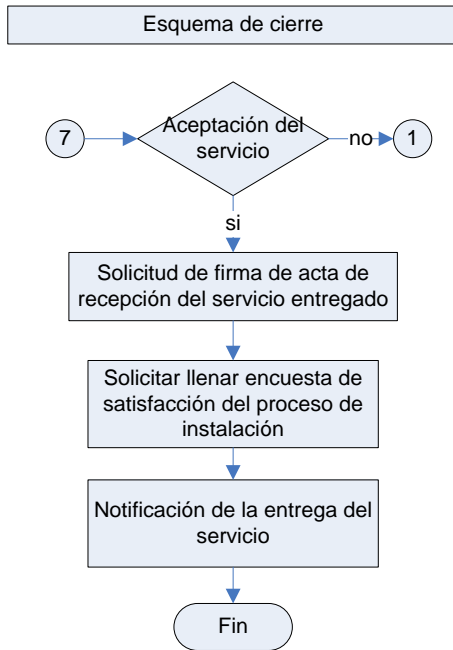 Esquema de cierre
Aceptación del
servicio
7
no
1
si
Solicitud de firma de acta de
recepción del servicio entregado
Solicitar llenar encuesta de
satisfacción del proceso de
instalación
Notificación de la entrega del
servicio
Fin